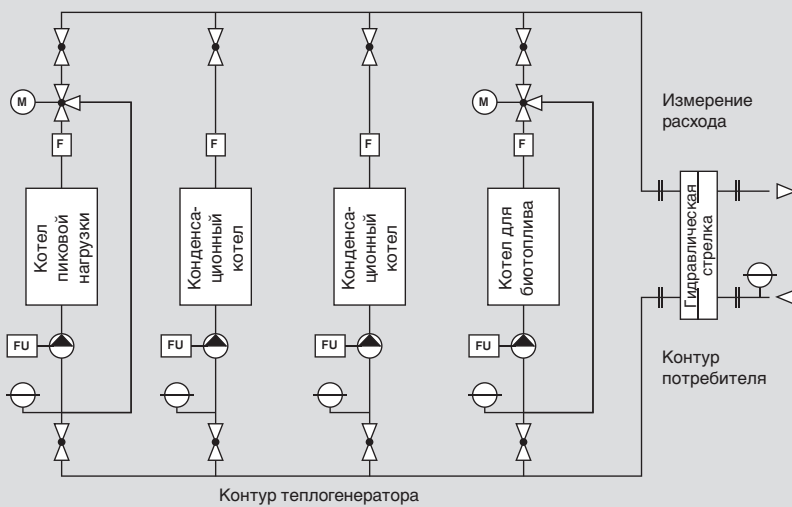 M
M
Измерение
расхода
F
F
F
F
Котел
пиковой
нагрузки
Конденса-
ционный
котел
Конденса-
ционный
котел
Котел для
биотоплива
Гидравлическая
стрелка
FU
FU
FU
FU
Контур
потребителя
Контур теплогенератора